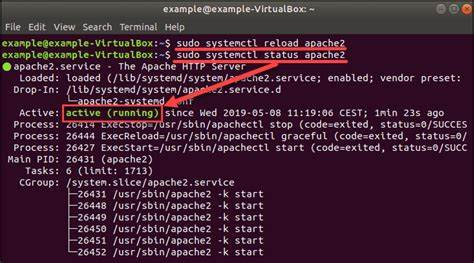 example@example-VirtualBox: ~
File Edit View Search Terminal Help
example@example-VirtualBox:~$ sudo systemctl reload apache2
example@example-VirtualBox:~$ sudo systemctl status apache2
● apache2.service - The Apache HTTP Server
Loaded: loaded (/lib/systemd/system/apache2.service; enabled; vendor preset:
Drop-In: /lib/systemd/system/apache2.service.d
└─apache2-systemd.conf
Active: active (running) since Wed 2019-05-08 11:19:06 CEST; 1min 23s ago
Process: 26414 ExecStop=/usr/sbin/apachectl stop (code=exited, status=0/SUCCES
Process: 26444 ExecReload=/usr/sbin/apachectl graceful (code=exited, status=0/
Process: 26427 ExecStart=/usr/sbin/apachectl start (code=exited, status=0/SUCC
Main PID: 26431 (apache2)
Tasks: 6 (limit: 1713)
CGroup: /system.slice/apache2.service
├─26431 /usr/sbin/apache2 -k start
├─26448 /usr/sbin/apache2 -k start
├─26449 /usr/sbin/apache2 -k start
├─26450 /usr/sbin/apache2 -k start
├─26451 /usr/sbin/apache2 -k start
└─26452 /usr/sbin/apache2 -k start